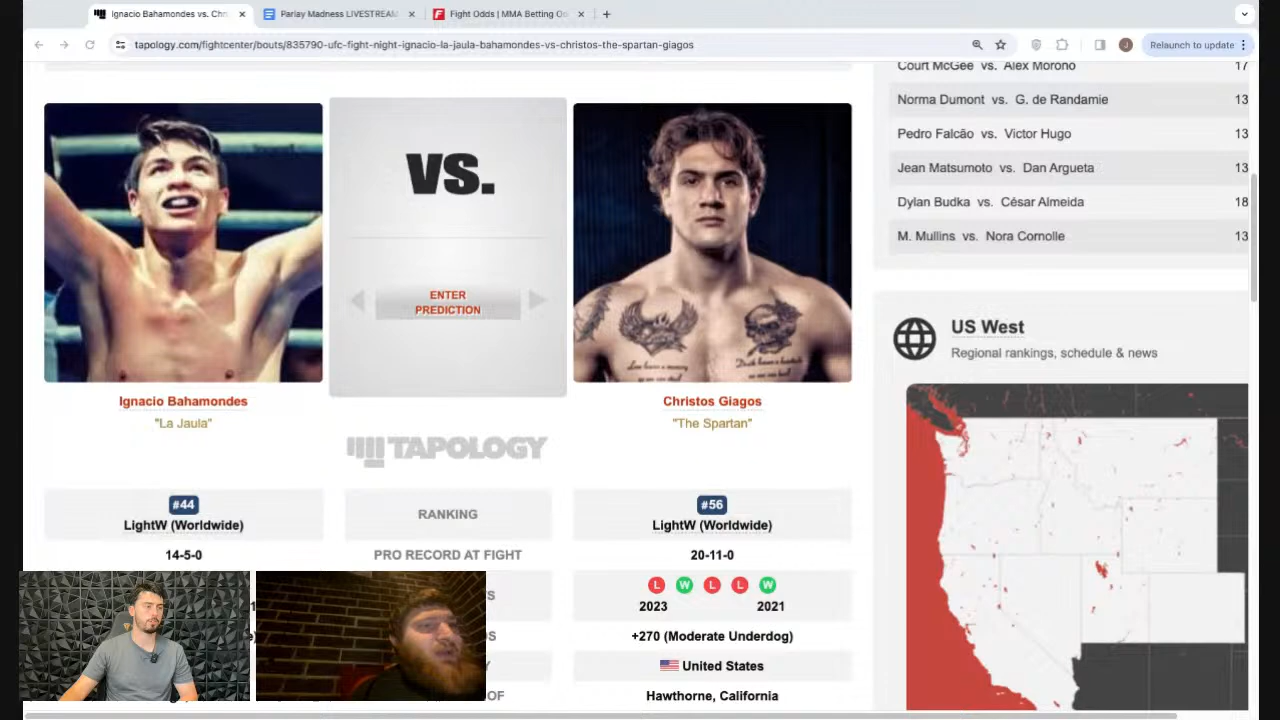 Ignacio Bahamondes vs. Chri
Parlay Madness LIVESTREAM
Fight Odds | MMA Betting Od
tapology.com/fightcenter/bouts/835790-ufc-fight-night-ignacio-la-jaula-bahamondes-vs-christos-the-spartan-giagos
J
Relaunch to update
Court McGee vs. Alex Morono 17
Norma Dumont vs. G. de Randamie 13
Pedro Falcão vs. Victor Hugo 13
Jean Matsumoto vs. Dan Argueta 13
Dylan Budka vs. César Almeida 18
M. Mullins vs. Nora Cornolle 13
VS.
ENTER
PREDICTION
Ignacio Bahamondes
"La Jaula"
Christos Giagos
"The Spartan"
TAPOLOGY
US West
Regional rankings, schedule & news
#44
LightW (Worldwide)
RANKING
#56
LightW (Worldwide)
14-5-0
PRO RECORD AT FIGHT
20-11-0
L W L L W
2023 2021
+270 (Moderate Underdog)
United States
OF
Hawthorne, California